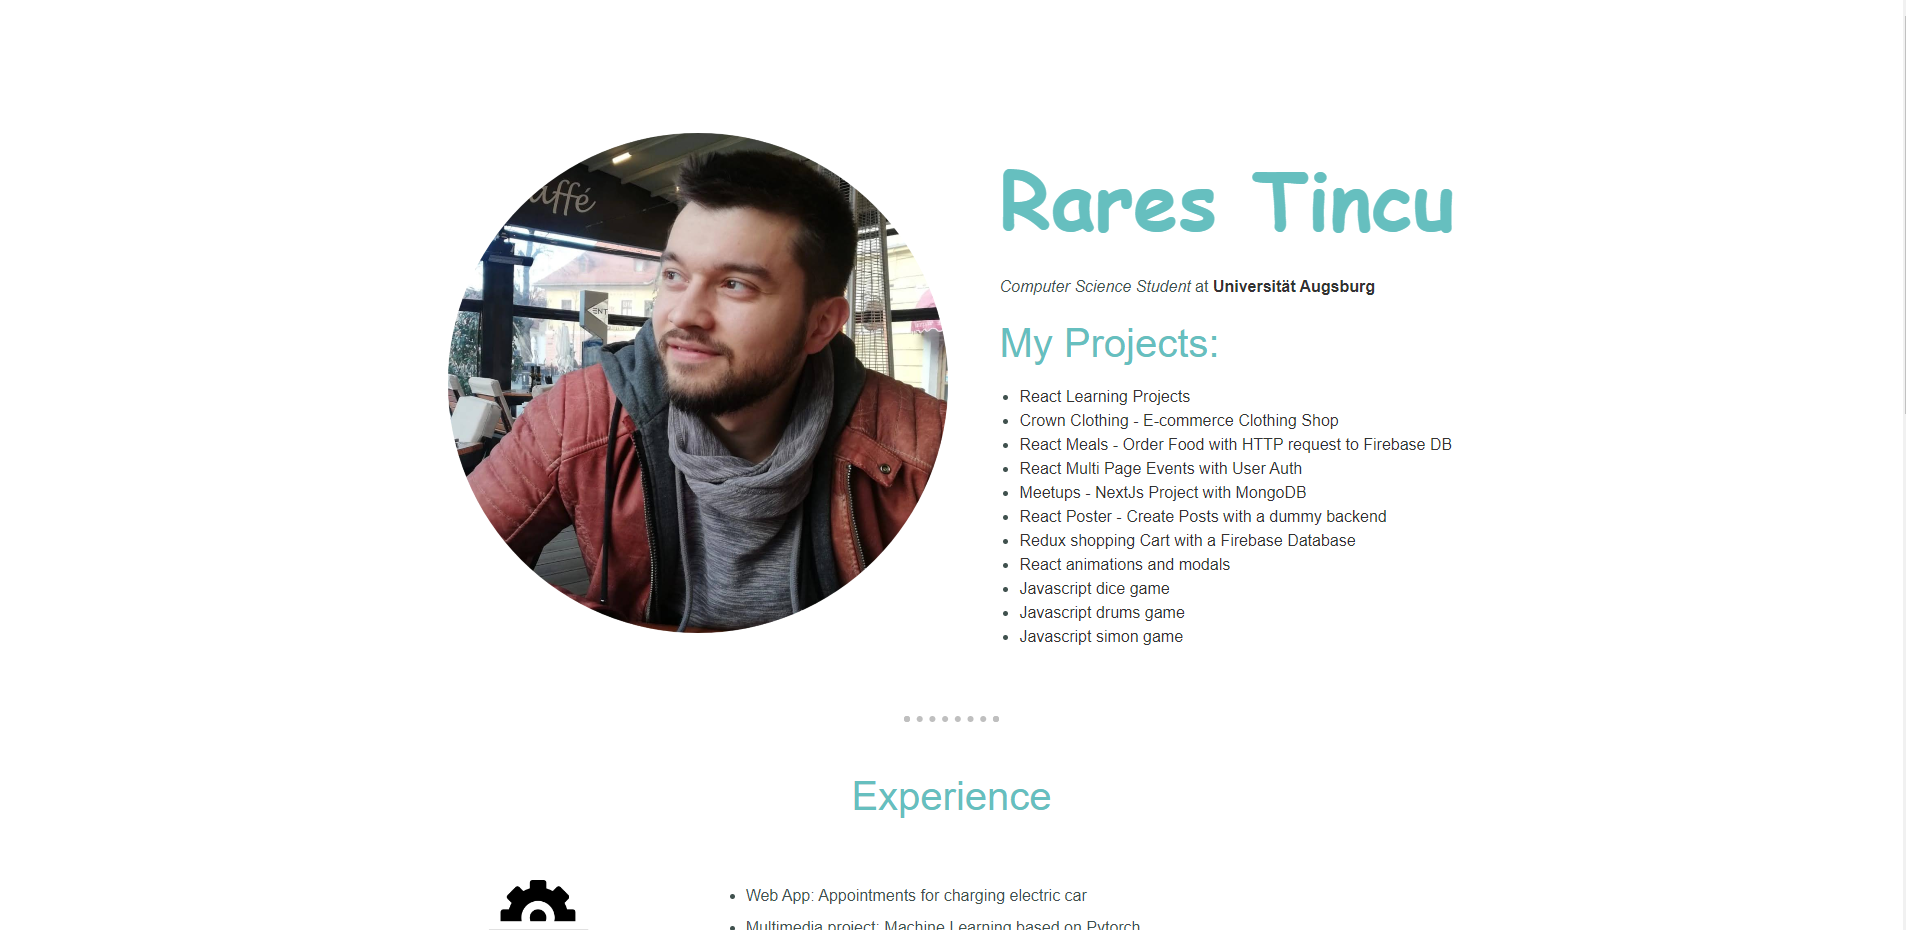 affé
ENT
Rares Tincu
Computer Science Student at Universität Augsburg
My Projects:
React Learning Projects
Crown Clothing - E-commerce Clothing Shop
React Meals - Order Food with HTTP request to Firebase DB
React Multi Page Events with User Auth
Meetups - NextJs Project with MongoDB
React Poster - Create Posts with a dummy backend
Redux shopping Cart with a Firebase Database
React animations and modals
Javascript dice game
Javascript drums game
Javascript simon game
Experience
Web App: Appointments for charging electric car
Multimedia project: Machine Learning based on Pytorch